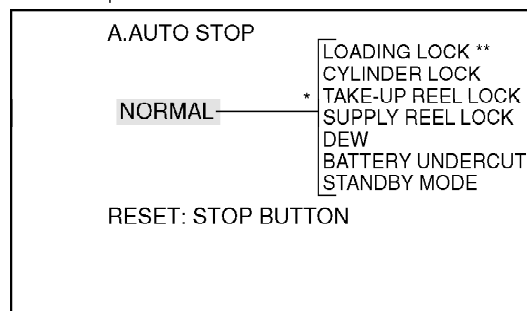 A.AUTO STOP
LOADING LOCK **
CYLINDER LOCK
* TAKE-UP REEL LOCK
NORMAL
SUPPLY REEL LOCK
DEW
BATTERY UNDERCUT
STANDBY MODE
RESET: STOP BUTTON